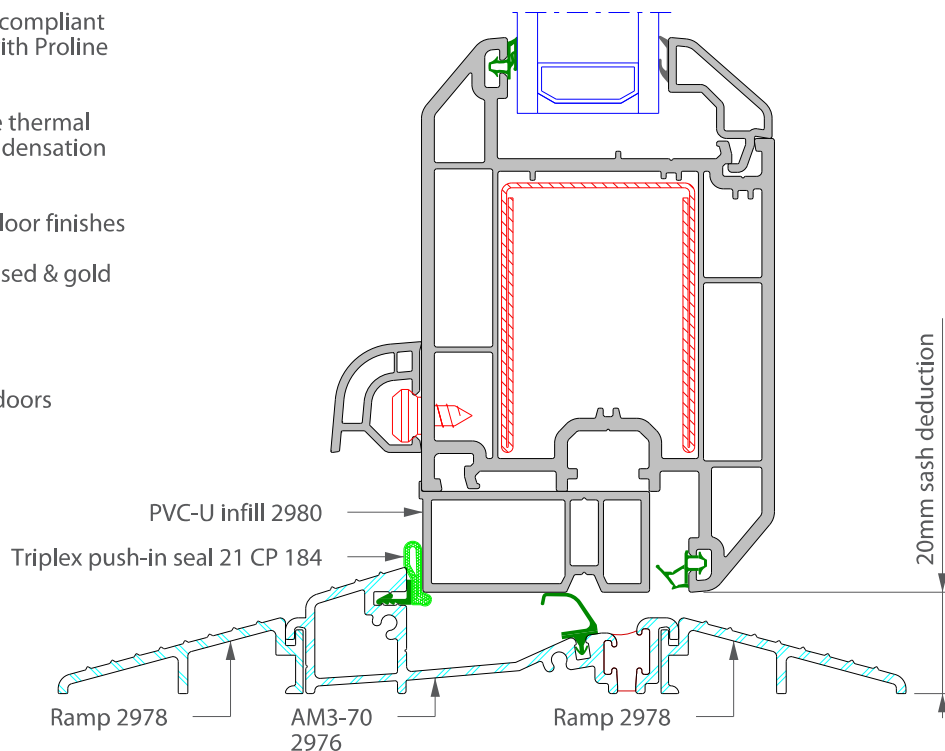 compliant
ith Proline
e thermal
densation
loor finishes
sed & gold
doors
PVC-U infill 2980
Triplex push-in seal 21 CP 184
20mm sash deduction
Ramp 2978
AM3-70
2976
Ramp 2978